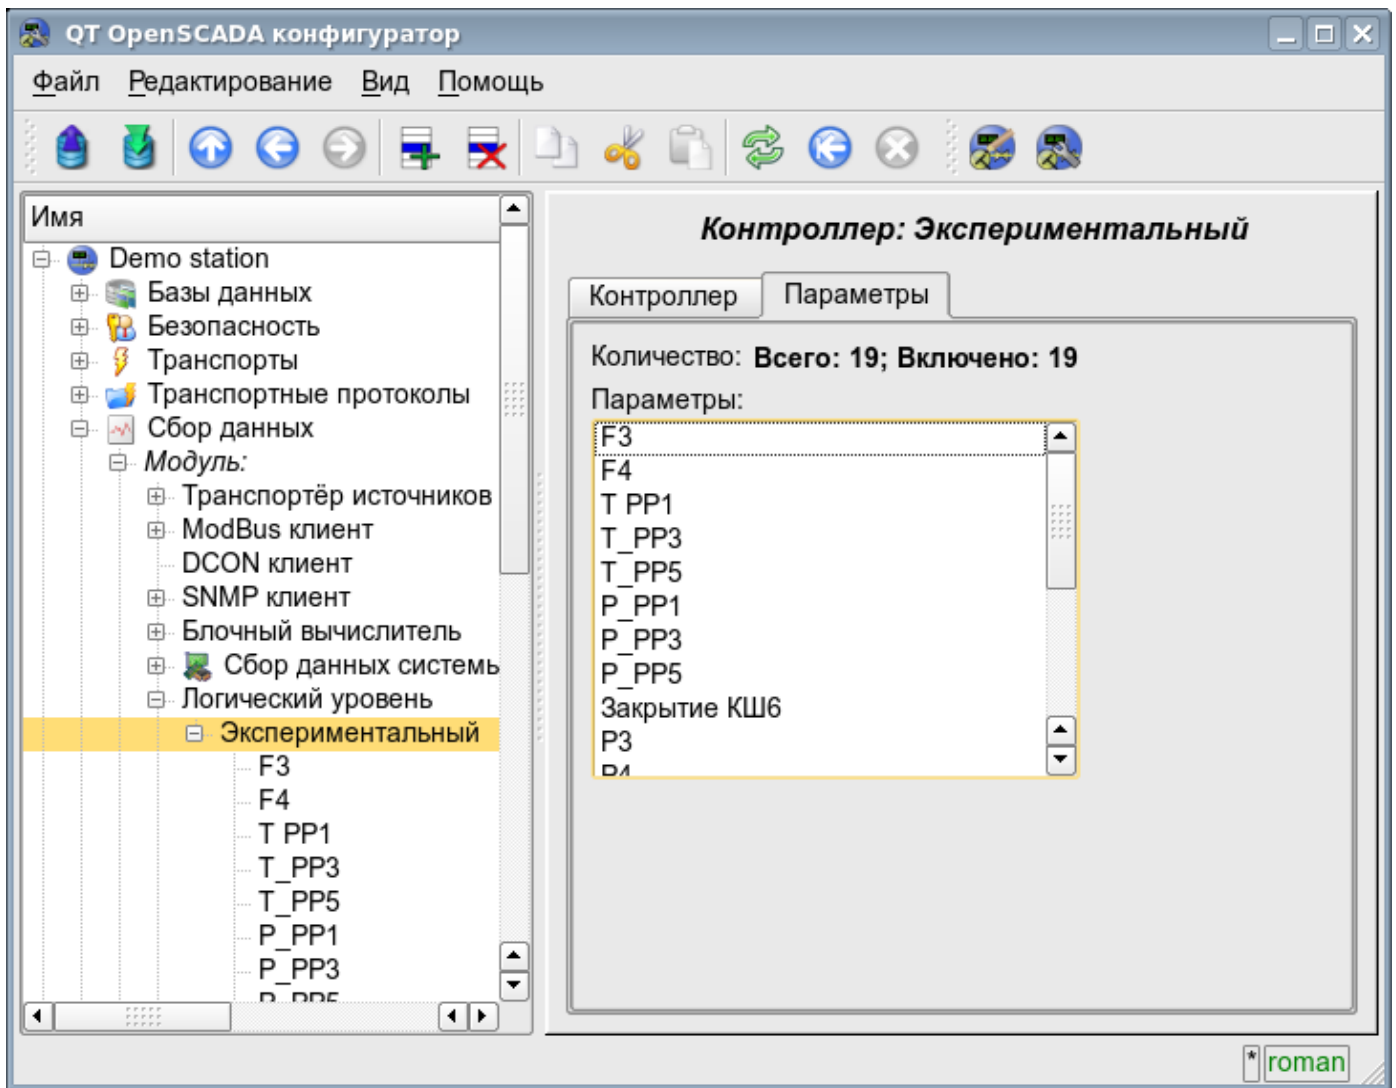 QT OpenSCADA конфигуратор
Файл Редактирование Вид Помощь
Имя
Demo station
Базы данных
Безопасность
Транспорты
Транспортные протоколы
Сбор данных
Модуль:
Транспортёр источников
ModBus клиент
DCON клиент
SNMP клиент
Блочный вычислитель
Сбор данных системы
Логический уровень
Экспериментальный
F3
F4
T PP1
T_PP3
T_PP5
P_PP1
P_PP3
P_PP5
Контроллер: Экспериментальный
Контроллер Параметры
Количество: Всего: 19; Включено: 19
Параметры:
F3
F4
T PP1
T_PP3
T_PP5
P_PP1
P_PP3
P_PP5
Закрытие КШ6
P3
P4
* roman